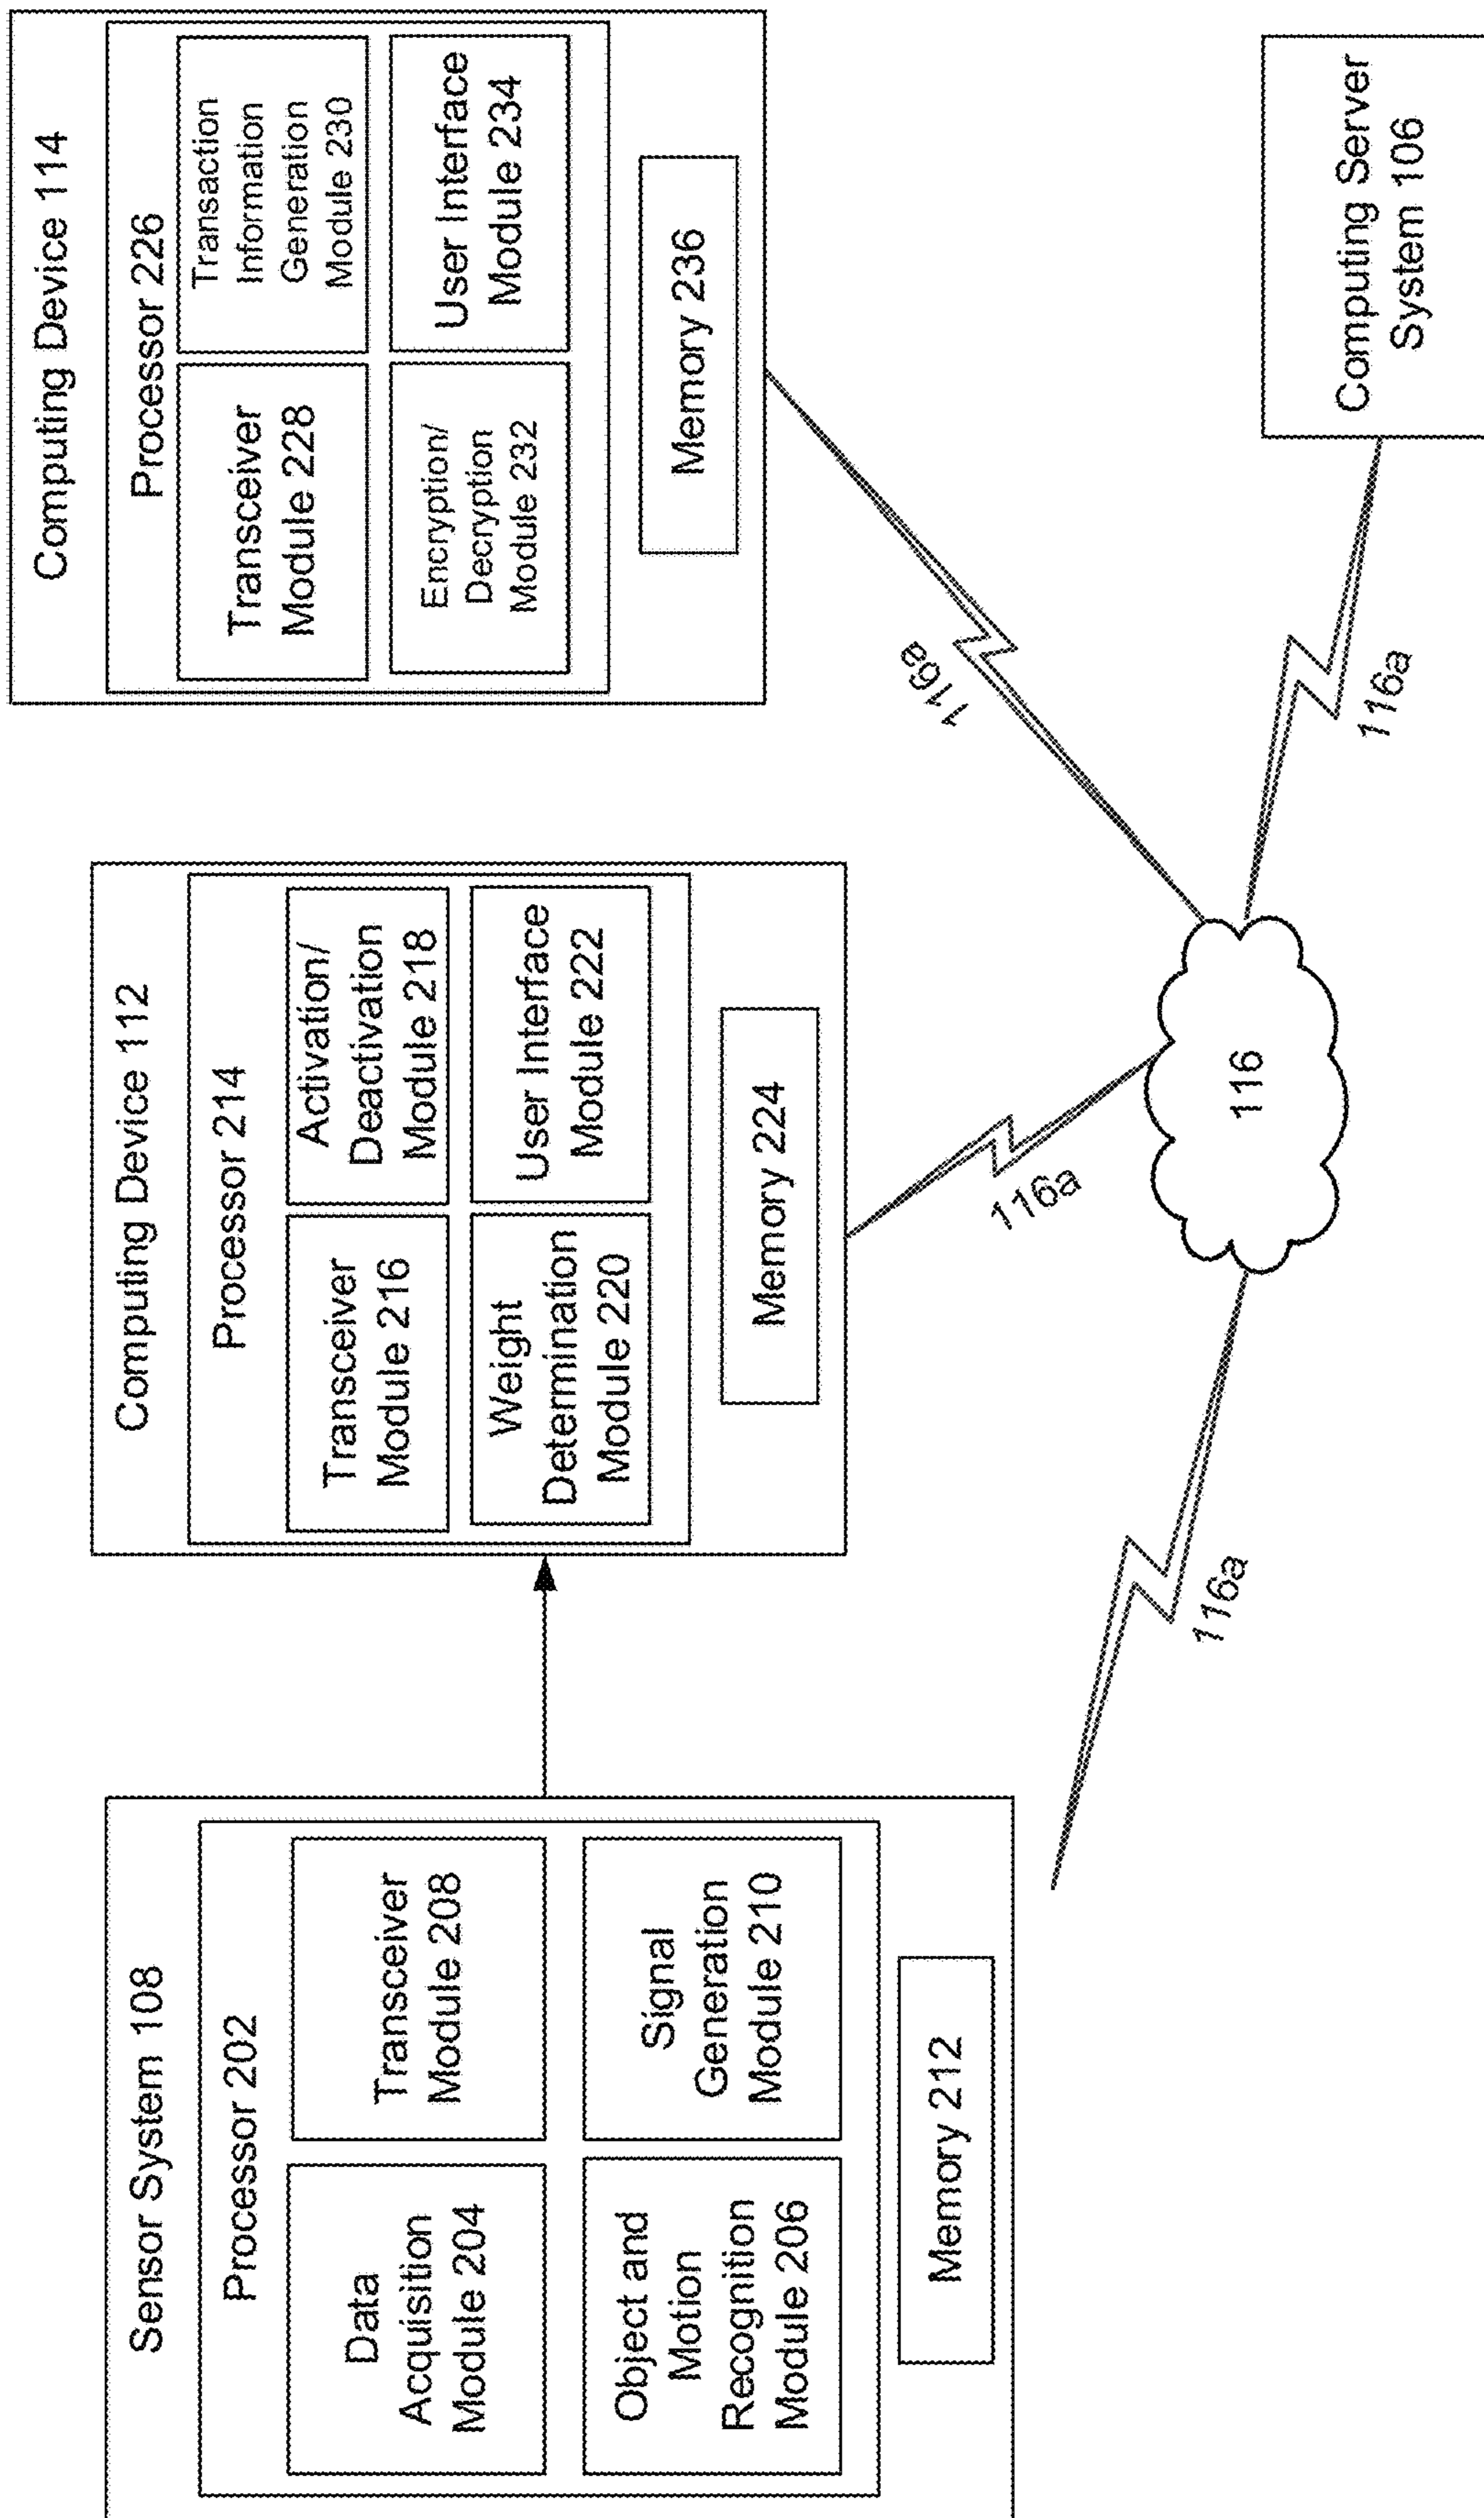 Sensor System 108
Processor 202
Data
Acquisition
Module 204
Transceiver
Module 208
Object and
Motion
Recognition
Module 206
Signal
Generation
Module 210
Memory 212
Computing Device 112
Processor 214
Transceiver
Module 216
Activation/
Deactivation
Module 218
Weight
Determination
Module 220
User Interface
Module 222
Memory 224
Computing Device 114
Processor 226
Transceiver
Module 228
Transaction
Information
Generation
Module 230
Encryption/
Decryption
Module 232
User Interface
Module 234
Memory 236
116a
116a
116a
116a
116
Computing Server
System 106